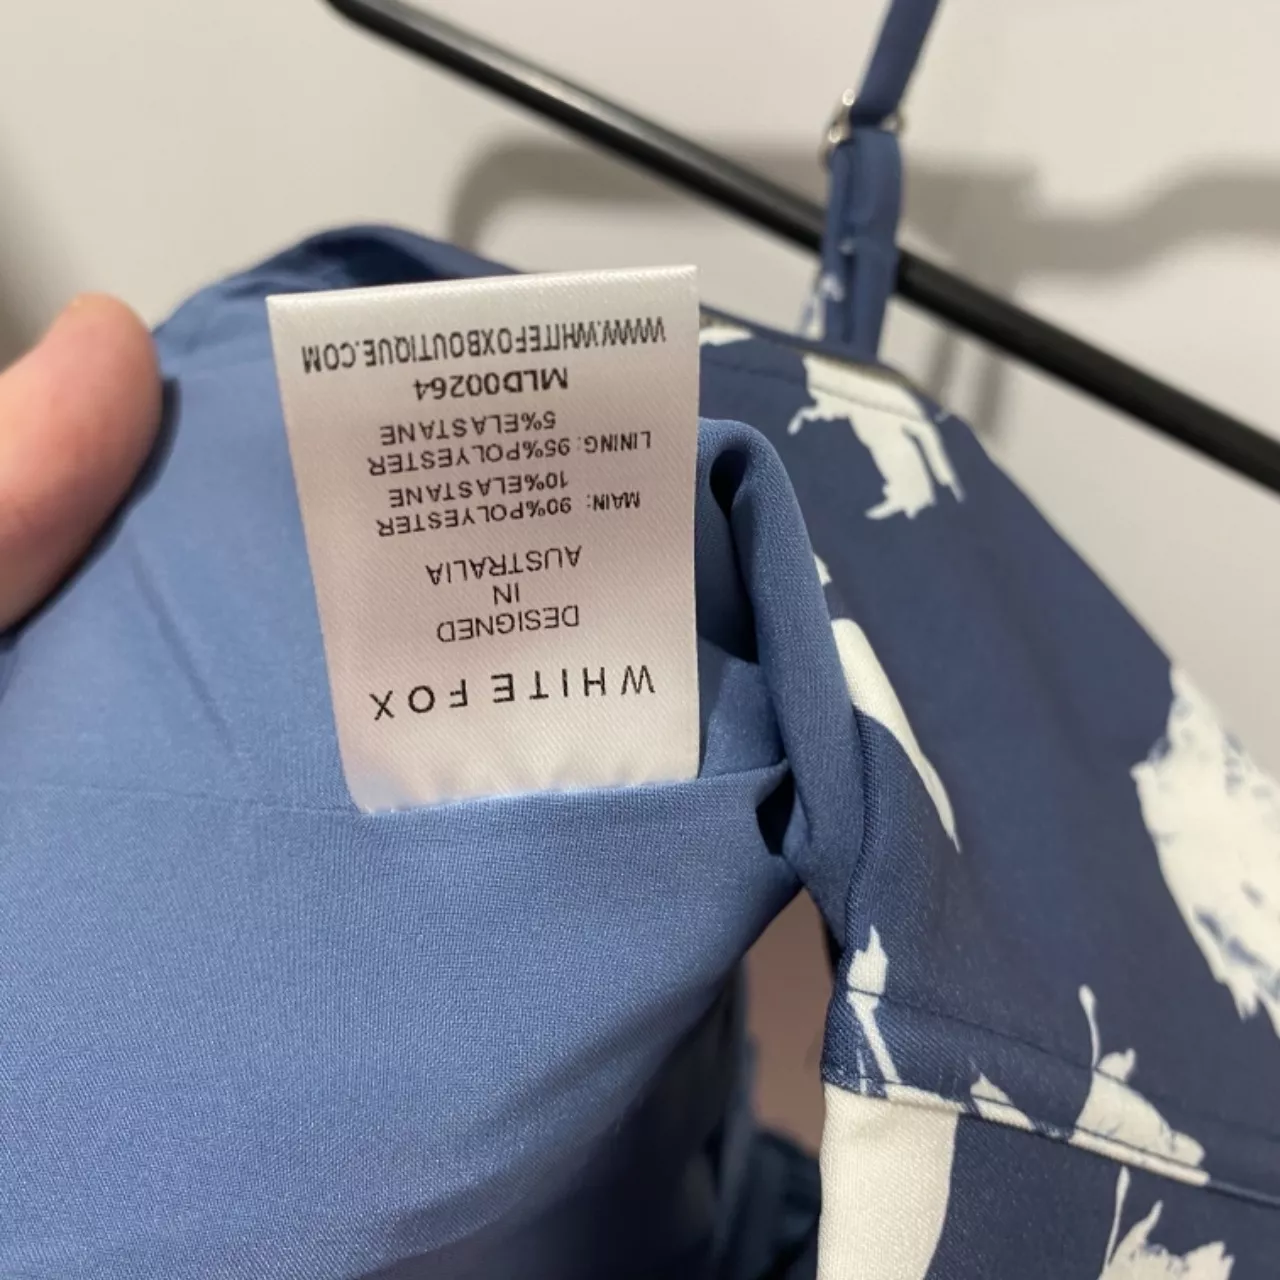 WHITE FOX
DESIGNED
IN
AUSTRALIA
MAIN: 90%POLYESTER
10%ELASTANE
LINING: 95%POLYESTER
5%ELASTANE
MLD00264
WWW.WHITEFOXBOUTIQUE.COM